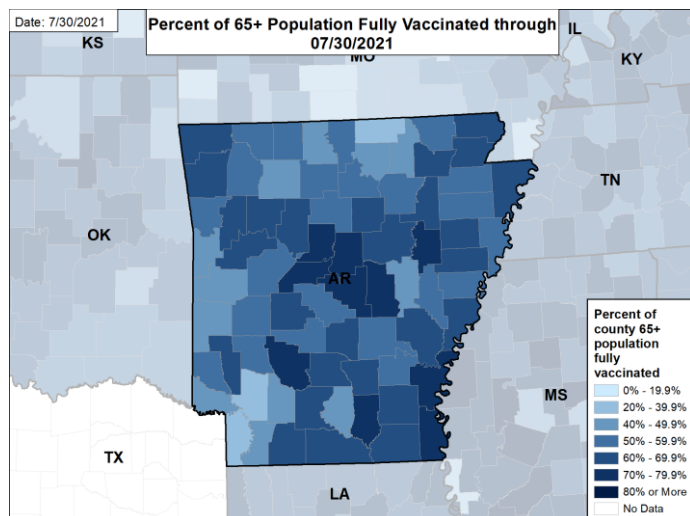 Date: 7/30/2021
Percent of 65+ Population Fully Vaccinated through
07/30/2021
KS
MO
IL
KY
OK
AR
TN
TX
LA
MS
Percent of
county 65+
population
fully
vaccinated
0% - 19.9%
20% - 39.9%
40% - 49.9%
50% - 59.9%
60% - 69.9%
70% - 79.9%
80% or More
No Data